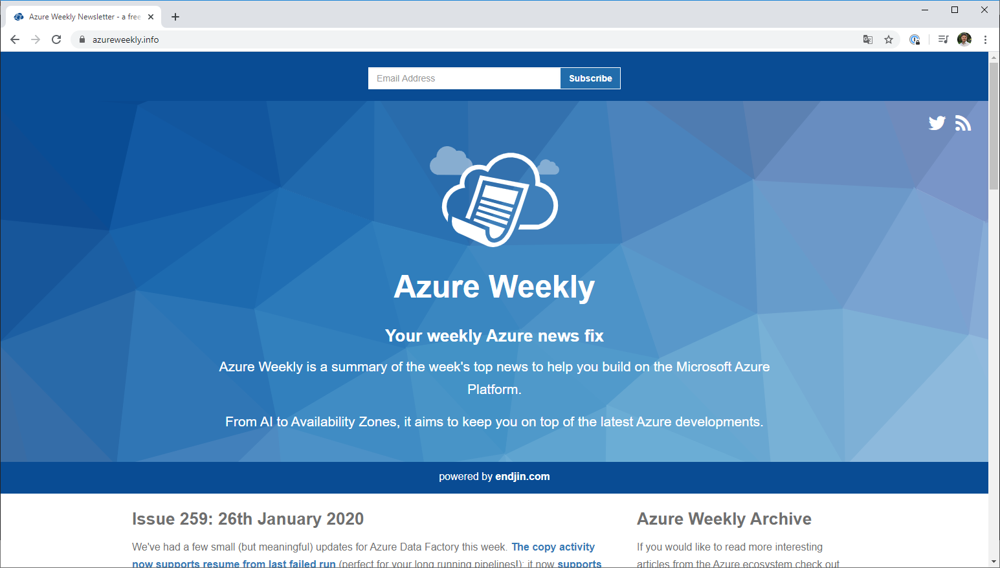 Azure Weekly Newsletter - a free
azureweekly.info
Email Address
Subscribe
Azure Weekly
Your weekly Azure news fix
Azure Weekly is a summary of the week's top news to help you build on the Microsoft Azure
Platform.
From AI to Availability Zones, it aims to keep you on top of the latest Azure developments.
powered by endjin.com
Issue 259: 26th January 2020
We've had a few small (but meaningful) updates for Azure Data Factory this week. The copy activity
now supports resume from last failed run (perfect for your long running pipelines!); it now supports
Azure Weekly Archive
If you would like to read more interesting
articles from the Azure ecosystem check out